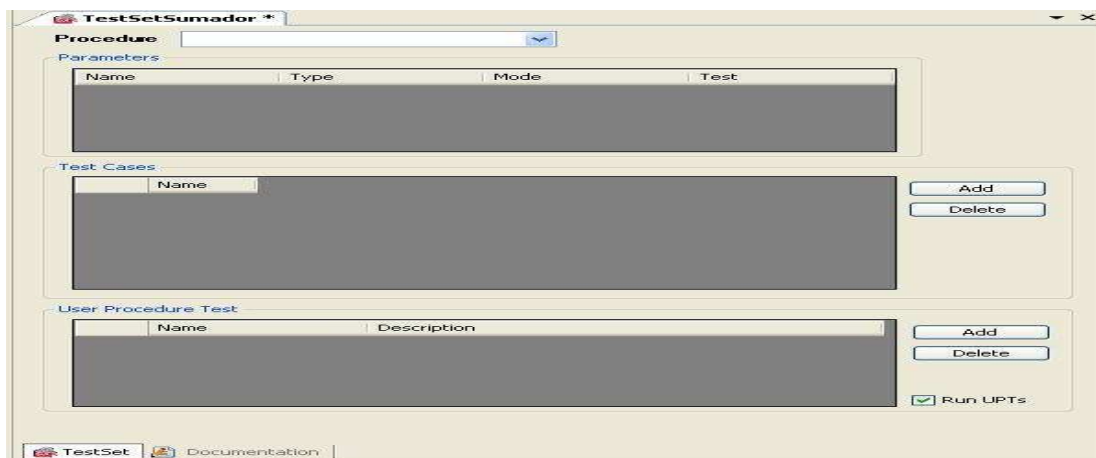 TestSetSumador *
Procedure
Parameters
Name Type Mode Test
Test Cases
Name
Add
Delete
User Procedure Test
Name Description
Add
Delete
Run UPTs
TestSet Documentation